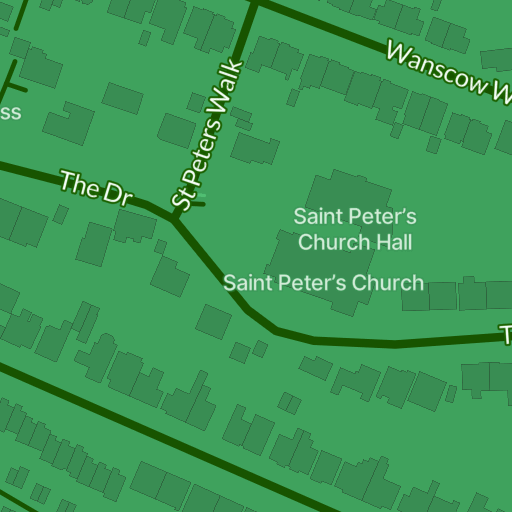 Wanscow W
St Peters Walk
ss
The Dr
Saint Peter’s
Church Hall
Saint Peter’s Church
T